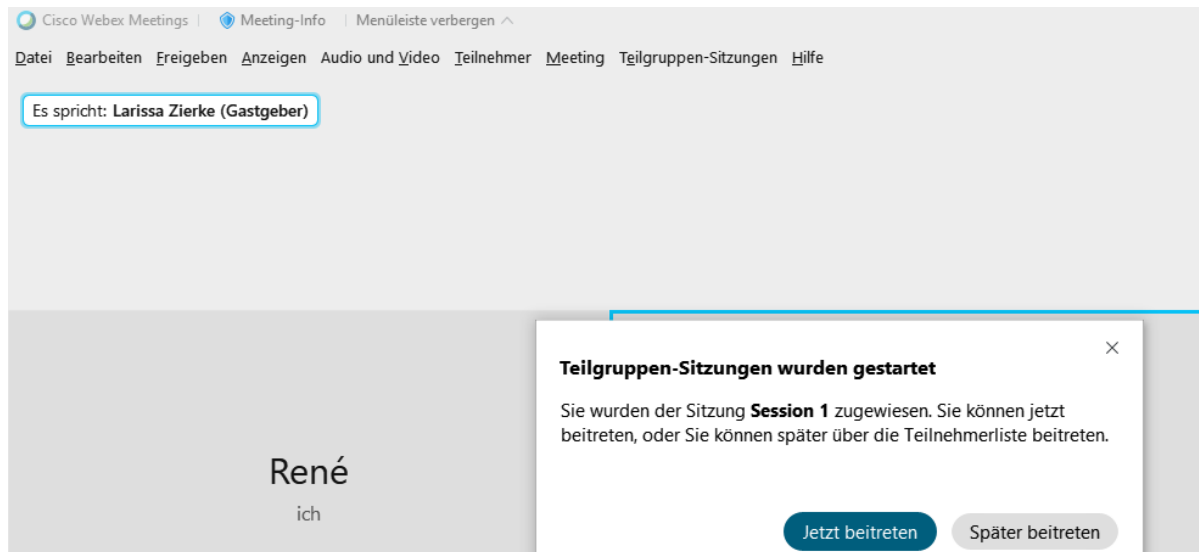 Cisco Webex Meetings | Meeting-Info | Menüleiste verbergen
Datei Bearbeiten Freigeben Anzeigen Audio und Video Teilnehmer Meeting Teilgruppen-Sitzungen Hilfe
Es spricht: Larissa Zierke (Gastgeber)
Teilgruppen-Sitzungen wurden gestartet
Sie wurden der Sitzung Session 1 zugewiesen. Sie können jetzt
beitreten, oder Sie können später über die Teilnehmerliste beitreten.
René
ich
Jetzt beitreten Später beitreten